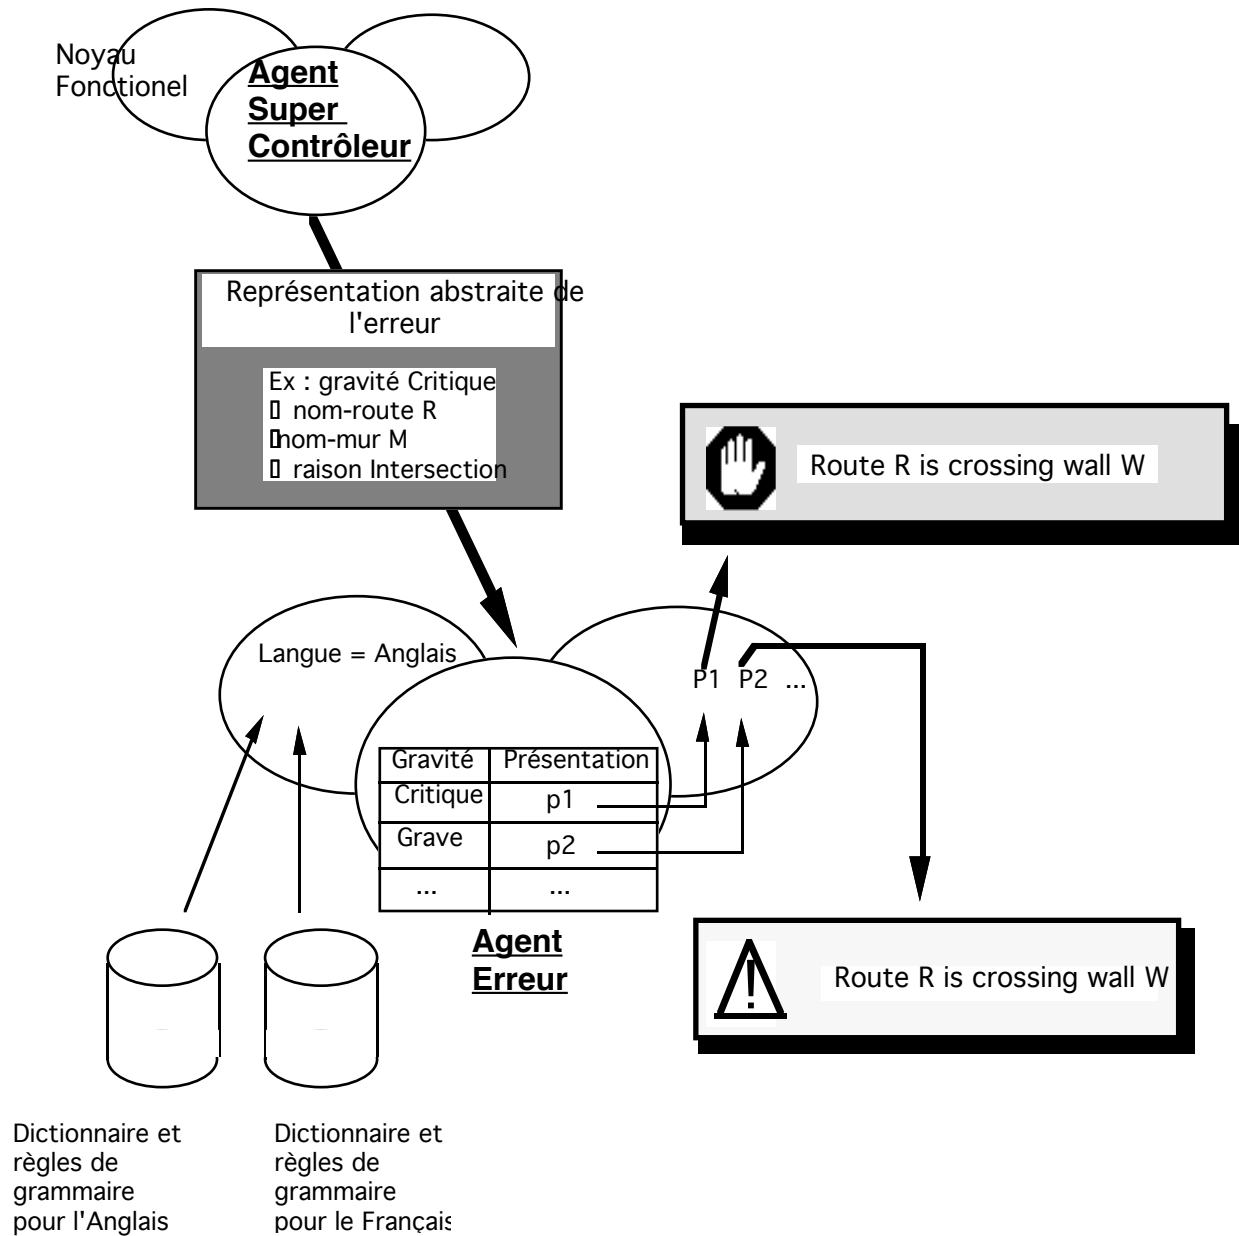 Noyau
Fonctionel
Agent
Super
Contrôleur
Représentation abstraite de
l'erreur
Ex : gravité Critique
nom-route R
nom-mur M
raison Intersection
Route R is crossing wall W
Langue = Anglais
P1 P2 ...
Gravité Présentation
Critique p1
Grave p2
... ...
Agent
Erreur
Route R is crossing wall W
Dictionnaire et
règles de
grammaire
pour l'Anglais
Dictionnaire et
règles de
grammaire
pour le Français